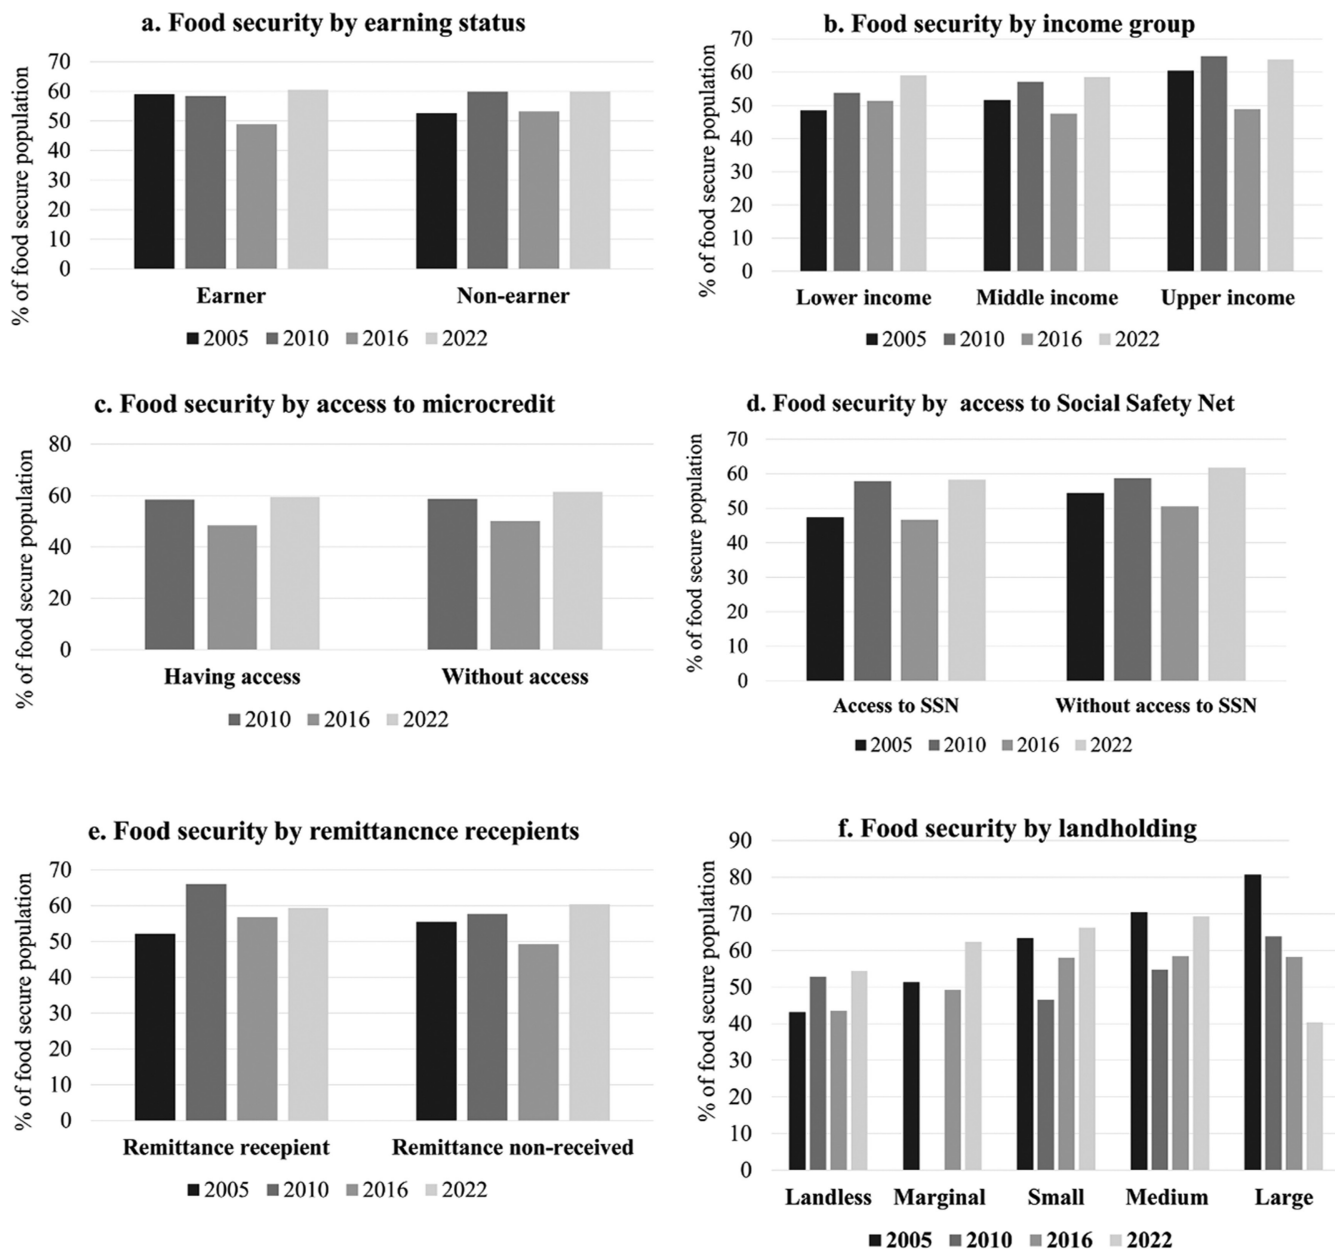 a. Food security by earning status
% of food secure population
70
60
50
40
30
20
10
0
Earner Non-earner
2005 2010 2016 2022
b. Food security by income group
% of food secure population
70
60
50
40
30
20
10
0
Lower income Middle income Upper income
2005 2010 2016 2022
c. Food security by access to microcredit
% of food secure population
80
60
40
20
0
Having access Without access
2010 2016 2022
d. Food security by access to Social Safety Net
% of food secure population
70
60
50
40
30
20
10
0
Access to SSN Without access to SSN
2005 2010 2016 2022
e. Food security by remittancnce recepients
% of food secure population
70
60
50
40
30
20
10
0
Remittance recepient Remittance non-received
2005 2010 2016 2022
f. Food security by landholding
% of food secure population
90
80
70
60
50
40
30
20
10
0
Landless Marginal Small Medium Large
2005 2010 2016 2022